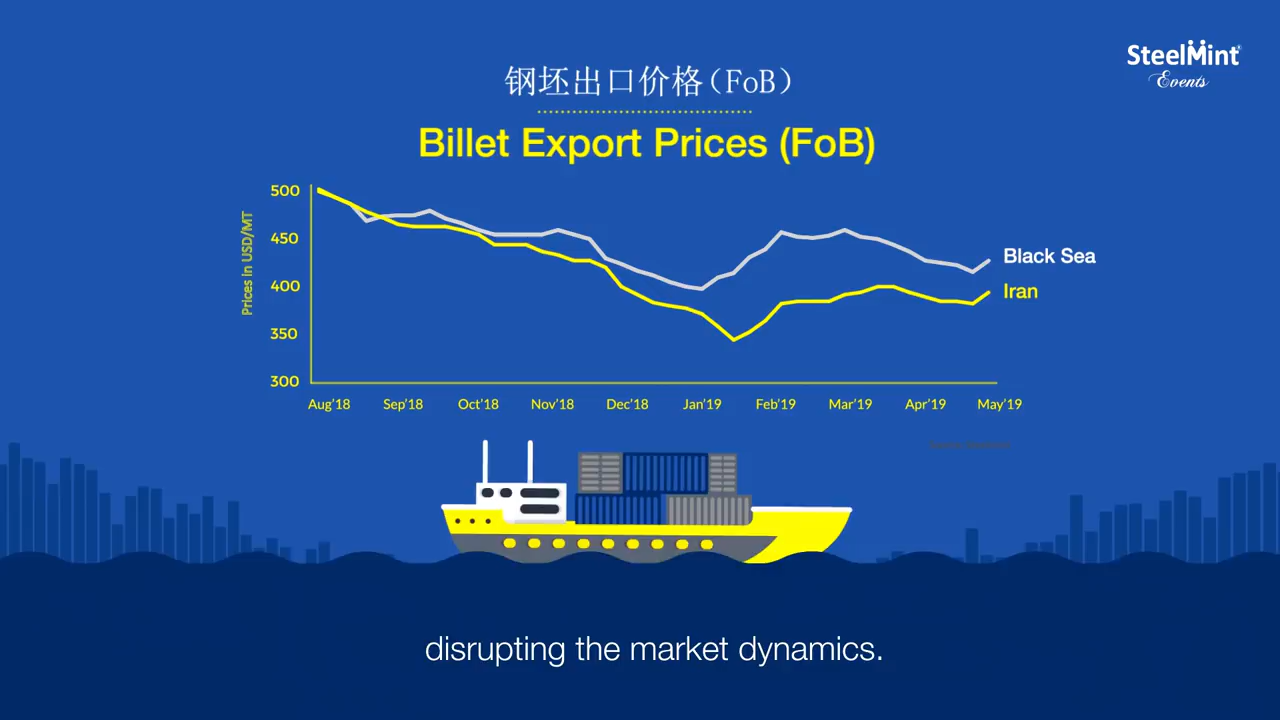 SteelMint
Events
钢坯出口价格(FoB)
Billet Export Prices (FoB)
Prices in USD/MT
500
450
400
350
300
Black Sea
Iran
Aug'18 Sep'18 Oct'18 Nov'18 Dec'18 Jan'19 Feb'19 Mar'19 Apr'19 May'19
disrupting the market dynamics.